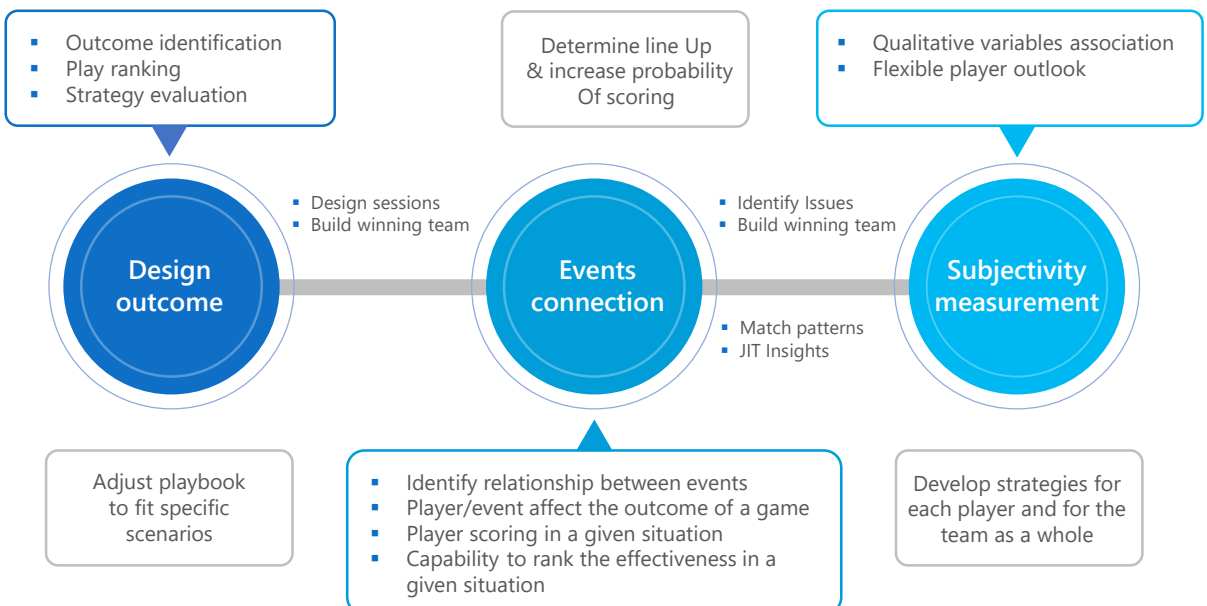 Outcome identification
Play ranking
Strategy evaluation
Determine line Up
& increase probability
Of scoring
Qualitative variables association
Flexible player outlook
Design sessions
Build winning team
Identify Issues
Build winning team
Design
outcome
Events
connection
Subjectivity
measurement
Match patterns
JIT Insights
Adjust playbook
to fit specific
scenarios
Identify relationship between events
Player/event affect the outcome of a game
Player scoring in a given situation
Capability to rank the effectiveness in a
given situation
Develop strategies for
each player and for the
team as a whole